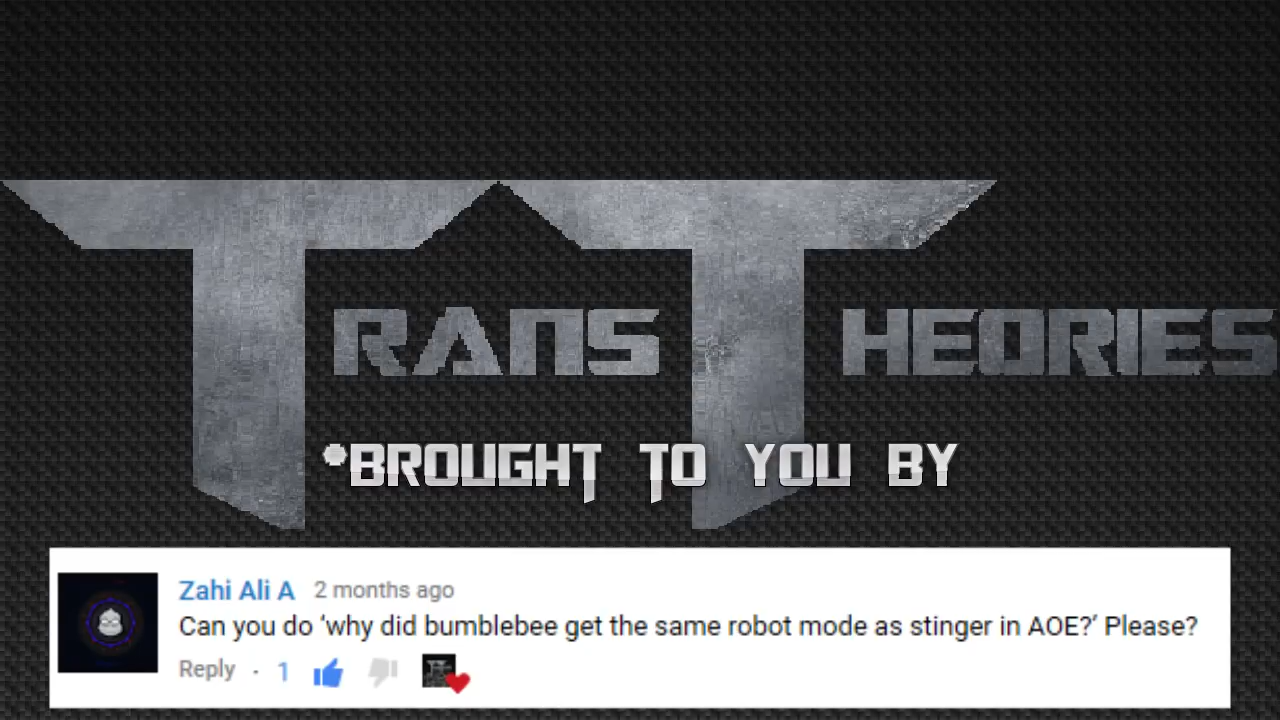 TRANS THEORIES
*BROUGHT TO YOU BY
Zahi Ali A 2 months ago
Can you do ‘why did bumblebee get the same robot mode as stinger in AOE?’ Please?
Reply · 1